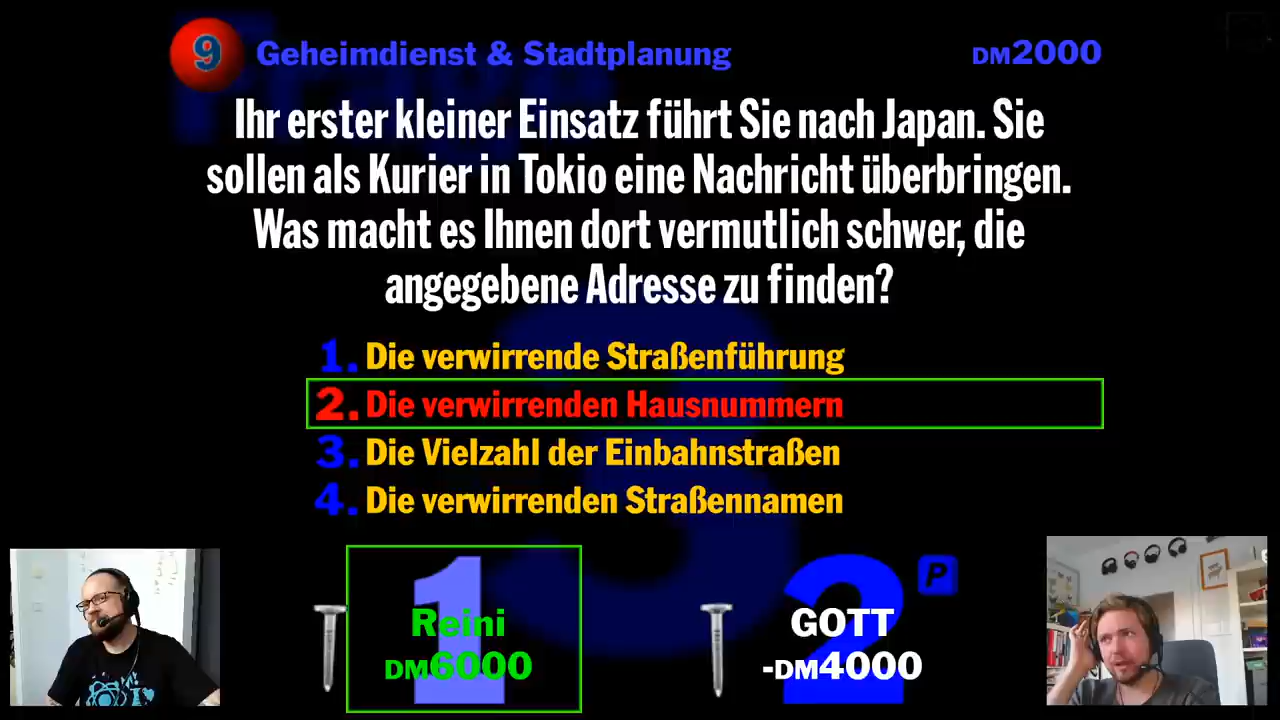 9 Geheimdienst & Stadtplanung DM2000
Ihr erster kleiner Einsatz führt Sie nach Japan. Sie
sollen als Kurier in Tokio eine Nachricht überbringen.
Was macht es Ihnen dort vermutlich schwer, die
angegebene Adresse zu finden?
1. Die verwirrende Straßenführung
2. Die verwirrenden Hausnummern
3. Die Vielzahl der Einbahnstraßen
4. Die verwirrenden Straßennamen
1
Reini
DM6000
2 P
GOTT
-DM4000